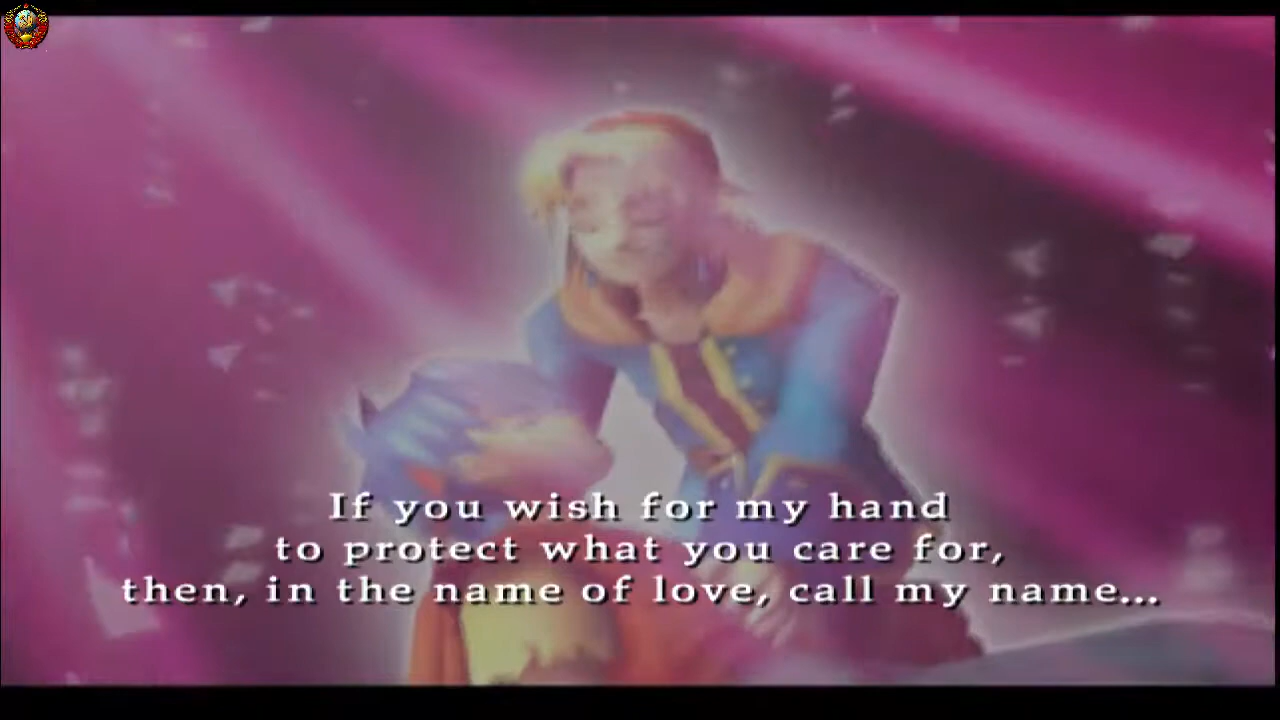 If you wish for my hand
to protect what you care for,
then, in the name of love, call my name...